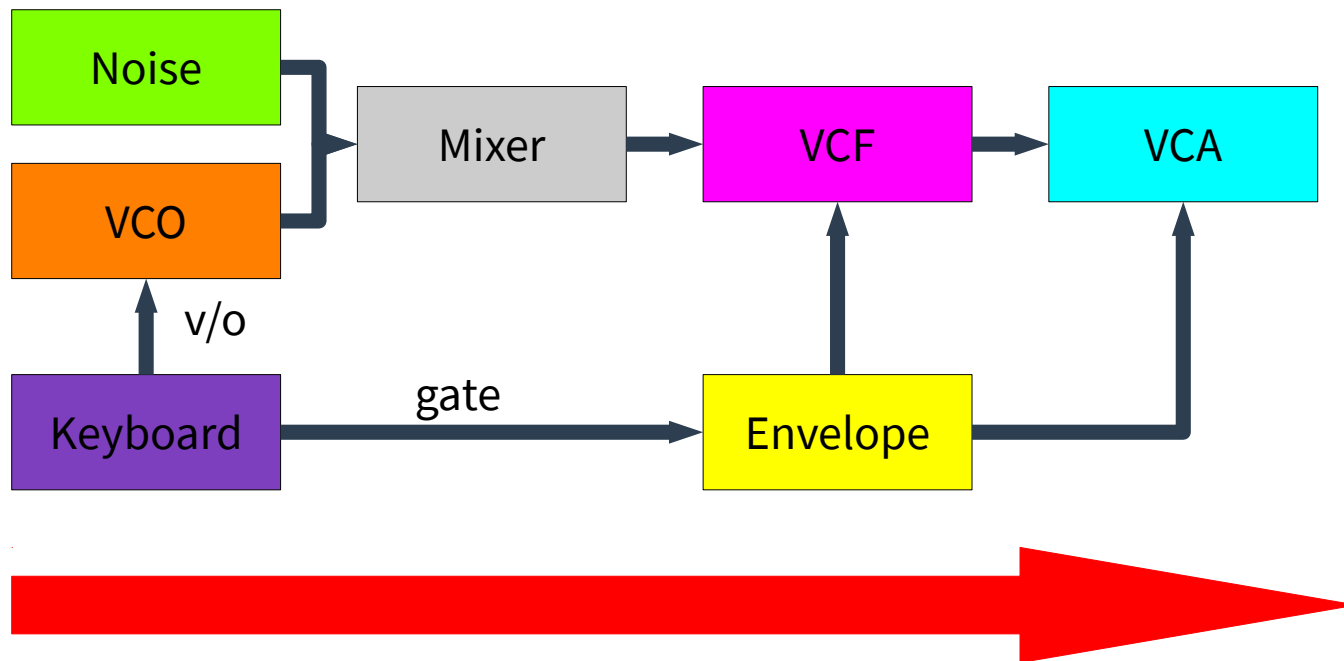 Noise
Mixer
VCF
VCA
VCO
v/o
Keyboard
gate
Envelope